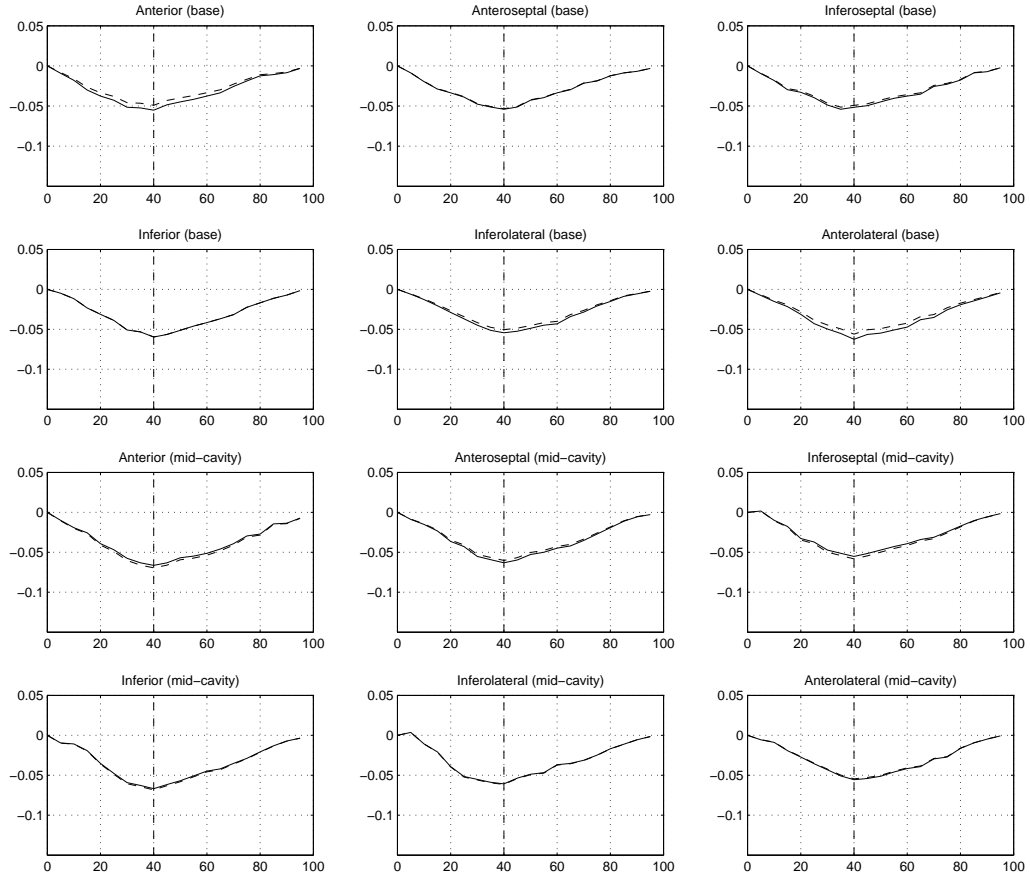 Anterior (base) Anteroseptal (base) Inferoseptal (base)
0.05 0.05 0.05
0 0 0
−0.05 −0.05 −0.05
−0.1 −0.1 −0.1
0 20 40 60 80 100 0 20 40 60 80 100 0 20 40 60 80 100
Inferior (base) Inferolateral (base) Anterolateral (base)
0.05 0.05 0.05
0 0 0
−0.05 −0.05 −0.05
−0.1 −0.1 −0.1
0 20 40 60 80 100 0 20 40 60 80 100 0 20 40 60 80 100
Anterior (mid−cavity) Anteroseptal (mid−cavity) Inferoseptal (mid−cavity)
0.05 0.05 0.05
0 0 0
−0.05 −0.05 −0.05
−0.1 −0.1 −0.1
0 20 40 60 80 100 0 20 40 60 80 100 0 20 40 60 80 100
Inferior (mid−cavity) Inferolateral (mid−cavity) Anterolateral (mid−cavity)
0.05 0.05 0.05
0 0 0
−0.05 −0.05 −0.05
−0.1 −0.1 −0.1
0 20 40 60 80 100 0 20 40 60 80 100 0 20 40 60 80 100